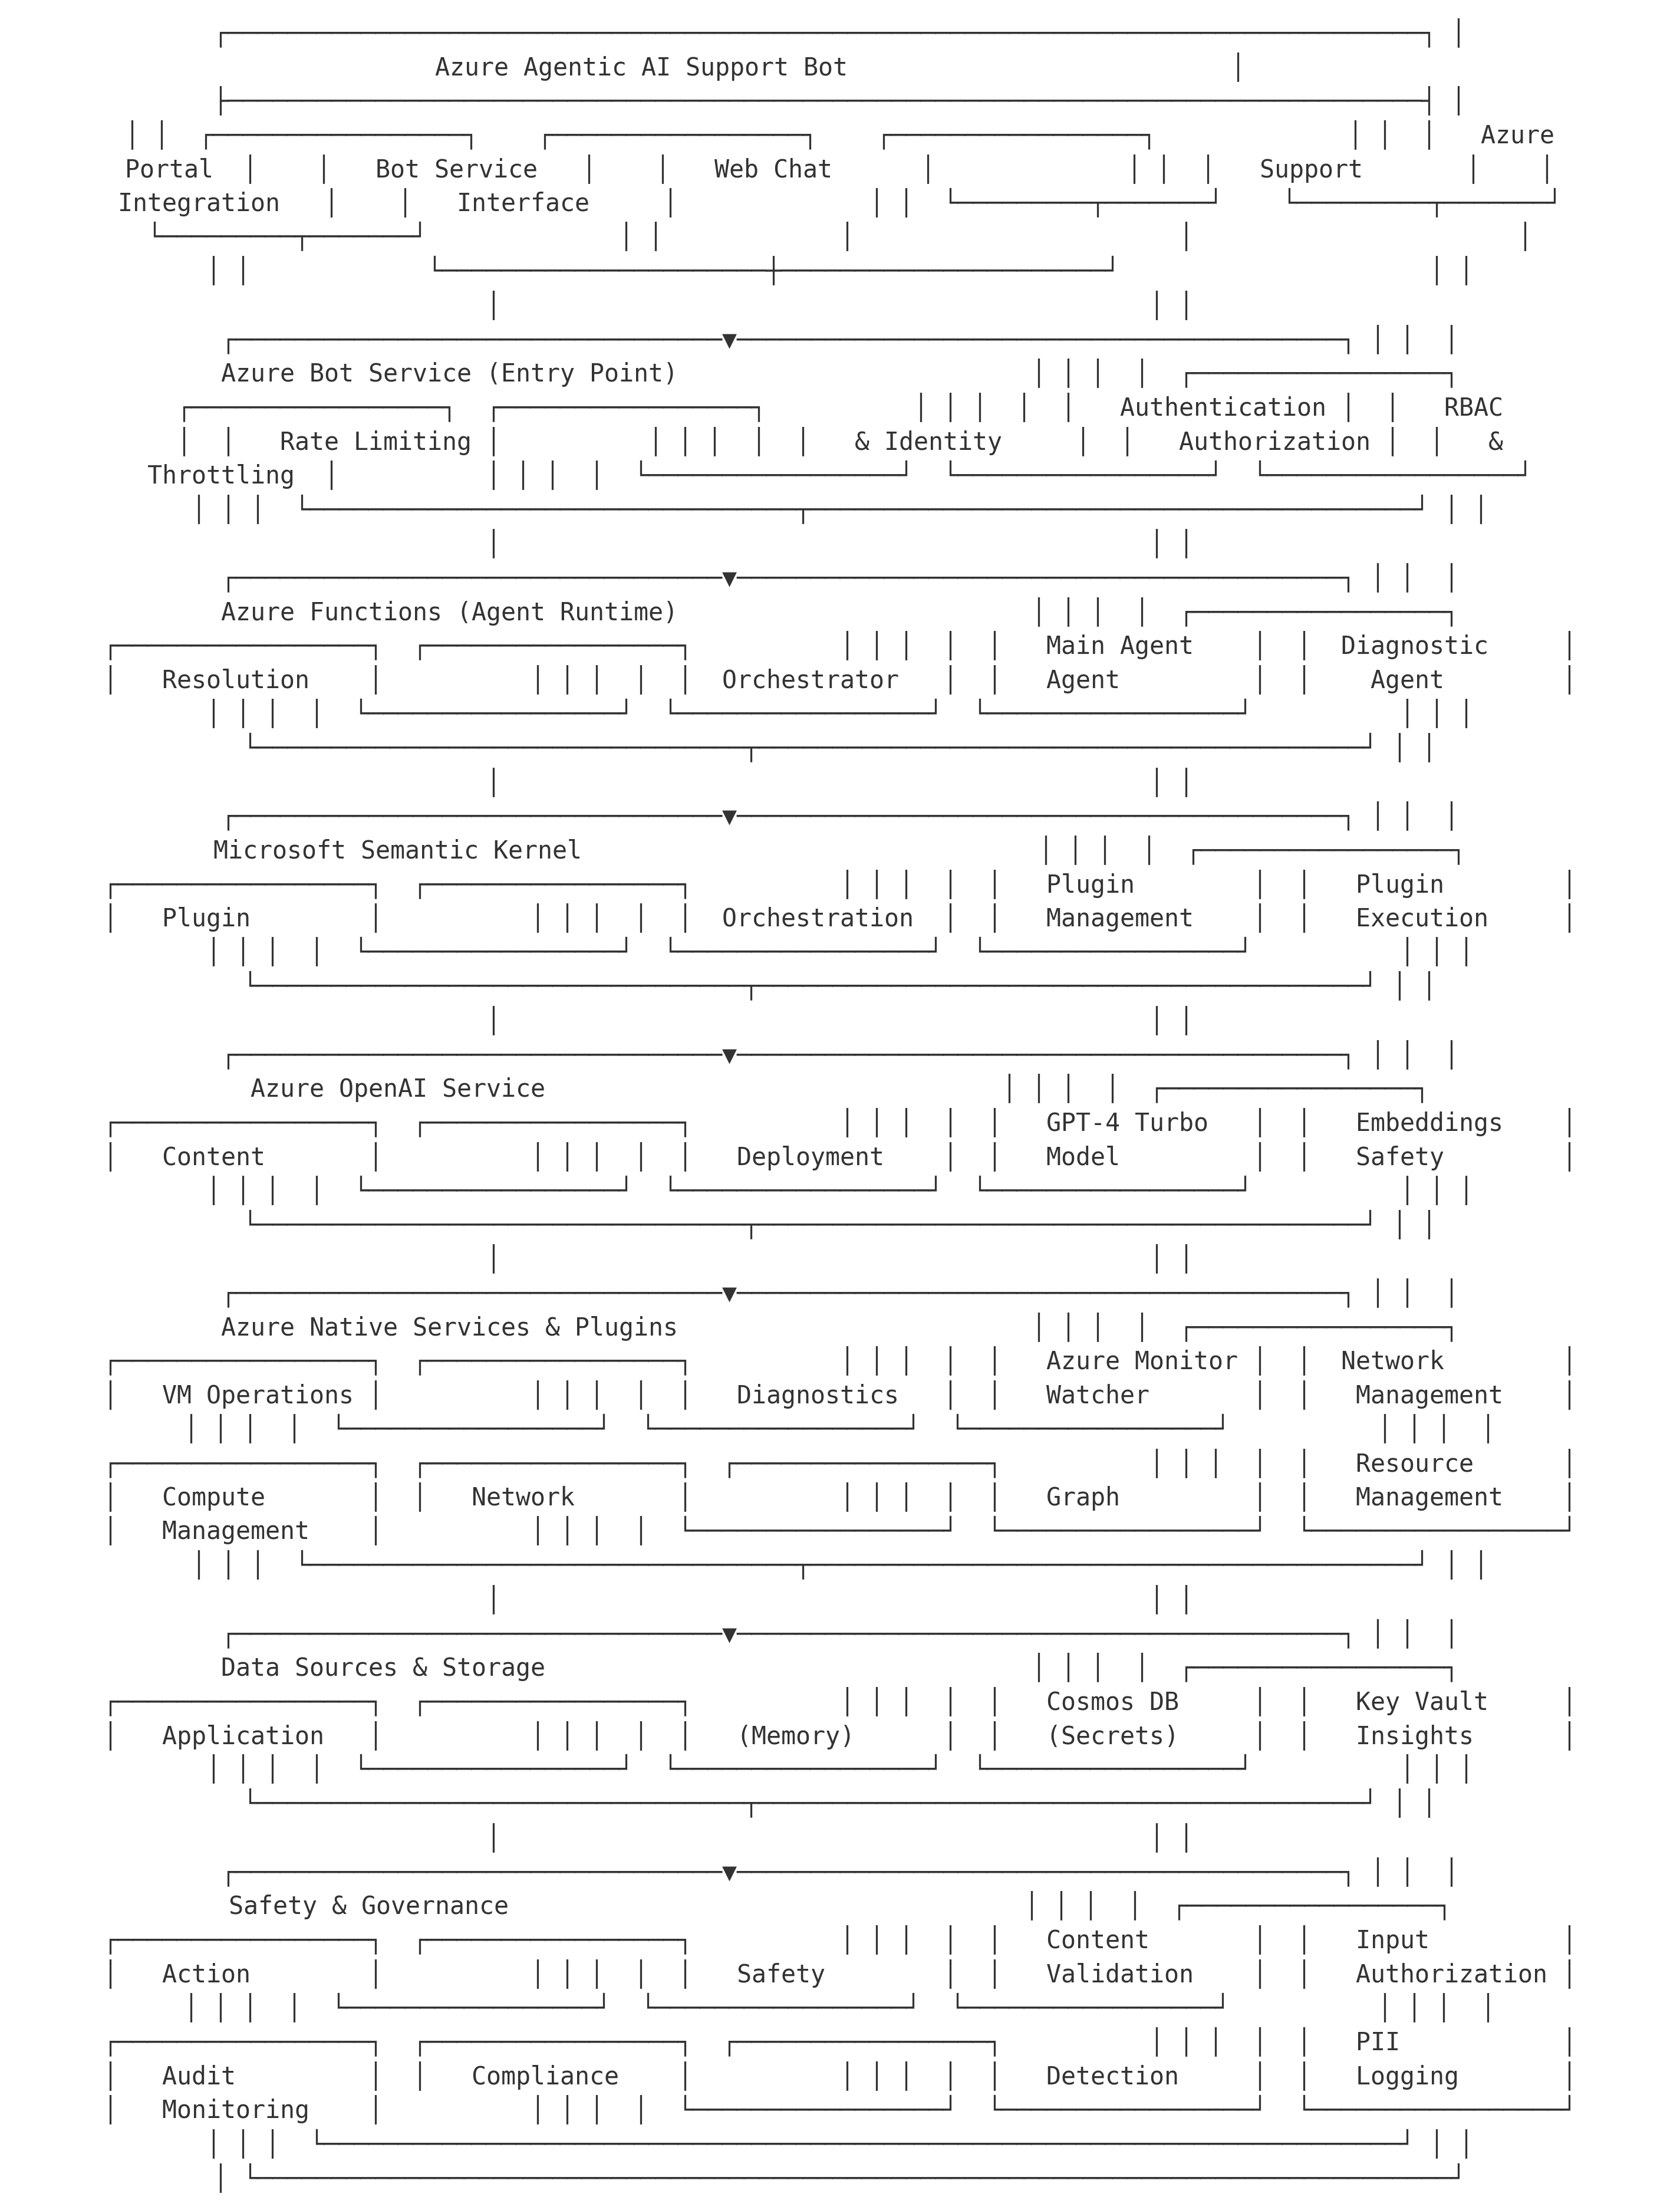 Azure Agentic AI Support Bot
Azure
Portal Bot Service Web Chat Support
Integration Interface
Azure Bot Service (Entry Point)
Authentication RBAC
Rate Limiting & Identity Authorization &
Throttling
Azure Functions (Agent Runtime)
Main Agent Diagnostic
Resolution Orchestrator Agent Agent
Microsoft Semantic Kernel
Plugin Plugin
Plugin Orchestration Management Execution
Azure OpenAI Service
GPT-4 Turbo Embeddings
Content Deployment Model Safety
Azure Native Services & Plugins
Azure Monitor Network
VM Operations Diagnostics Watcher Management
Resource
Compute Network Graph Management
Management
Data Sources & Storage
Cosmos DB Key Vault
Application (Memory) (Secrets) Insights
Safety & Governance
Content Input
Action Safety Validation Authorization
PII
Audit Compliance Detection Logging
Monitoring